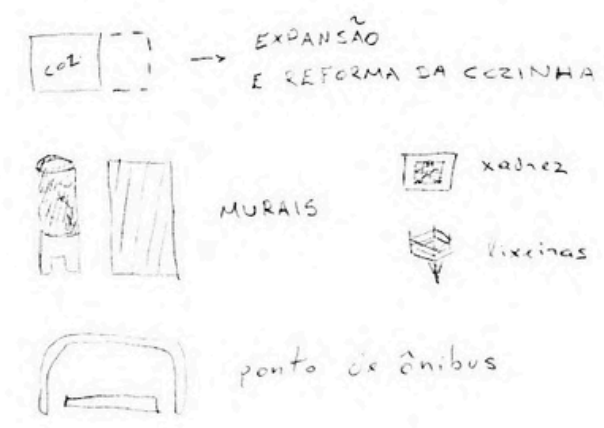 coz.
EXPANSÃO
E REFORMA DA COZINHA
MURAIS
xadrez
lixeiras
ponto de ônibus